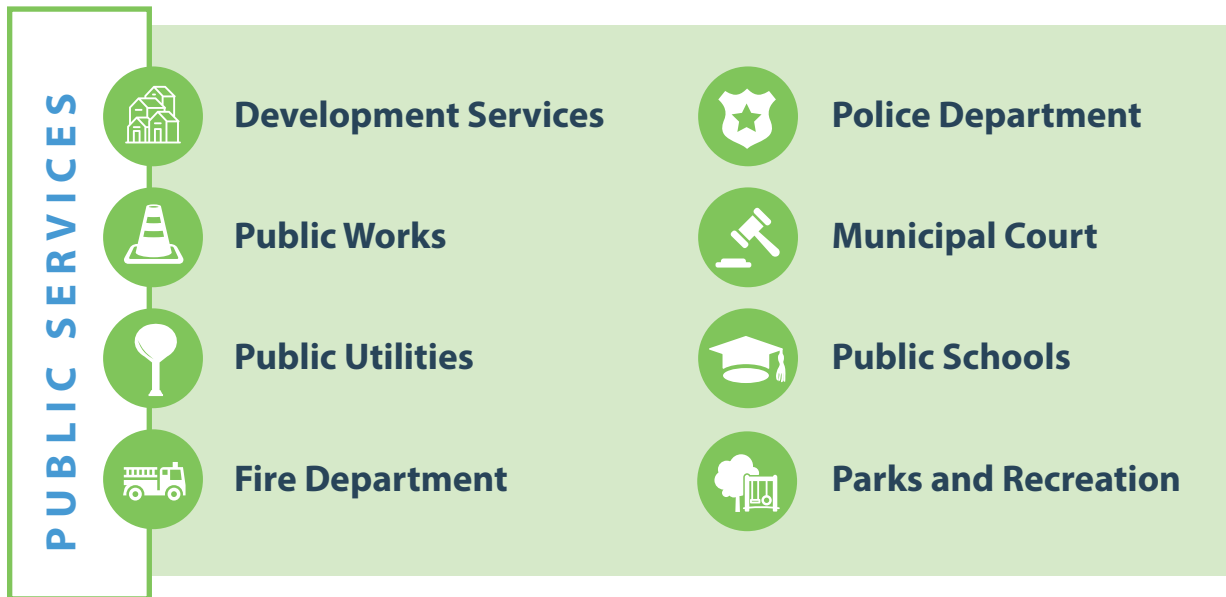 PUBLIC SERVICES
Development Services
Public Works
Public Utilities
Fire Department
Police Department
Municipal Court
Public Schools
Parks and Recreation